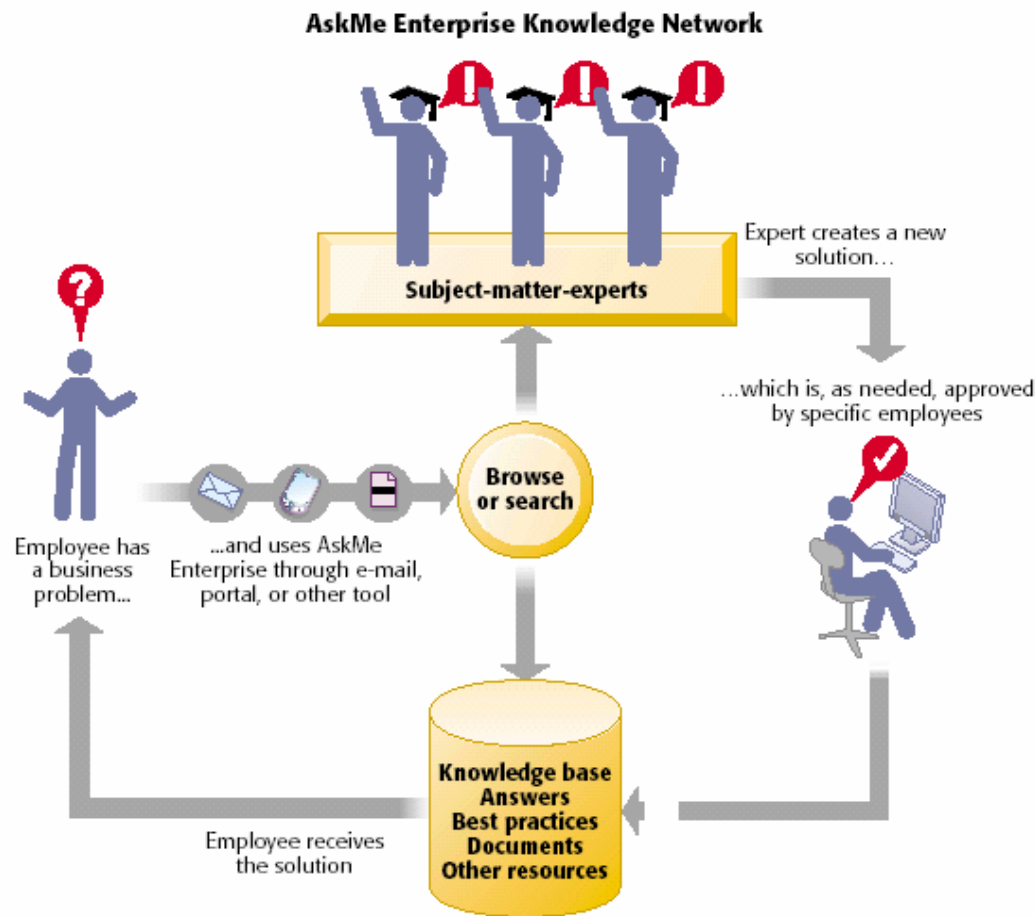 AskMe Enterprise Knowledge Network
Subject-matter-experts
Expert creates a new
solution...
...which is, as needed, approved
by specific employees
Browse
or search
Employee has
a business
problem...
...and uses AskMe
Enterprise through e-mail,
portal, or other tool
Knowledge base
Answers
Best practices
Documents
Other resources
Employee receives
the solution